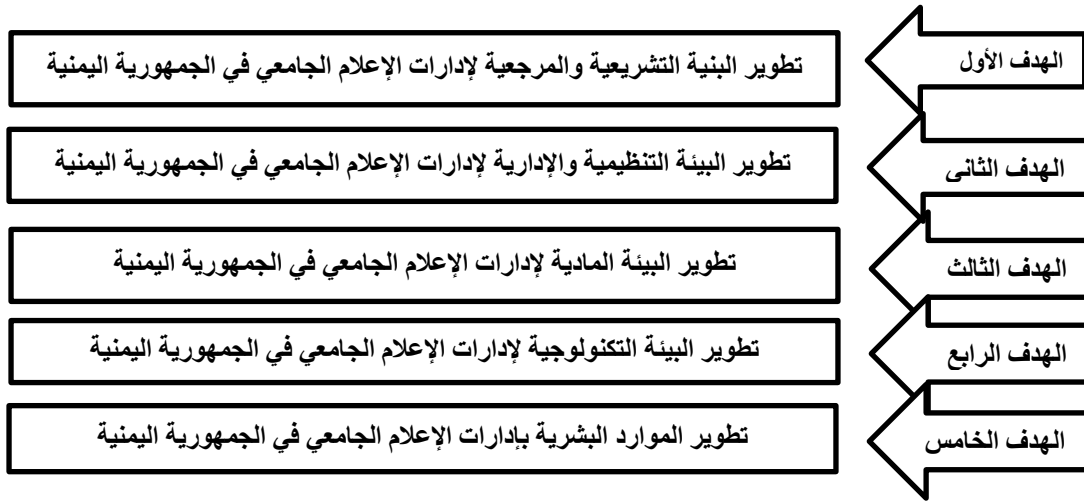 الهدف الأول
تطوير البنية التشريعية والمرجعية لإدارات الإعلام الجامعي في الجمهورية اليمنية
الهدف الثانى
تطوير البيئة التنظيمية والإدارية لإدارات الإعلام الجامعي في الجمهورية اليمنية
الهدف الثالث
تطوير البيئة المادية لإدارات الإعلام الجامعي في الجمهورية اليمنية
الهدف الرابع
تطوير البيئة التكنولوجية لإدارات الإعلام الجامعي في الجمهورية اليمنية
الهدف الخامس
تطوير الموارد البشرية بإدارات الإعلام الجامعي في الجمهورية اليمنية